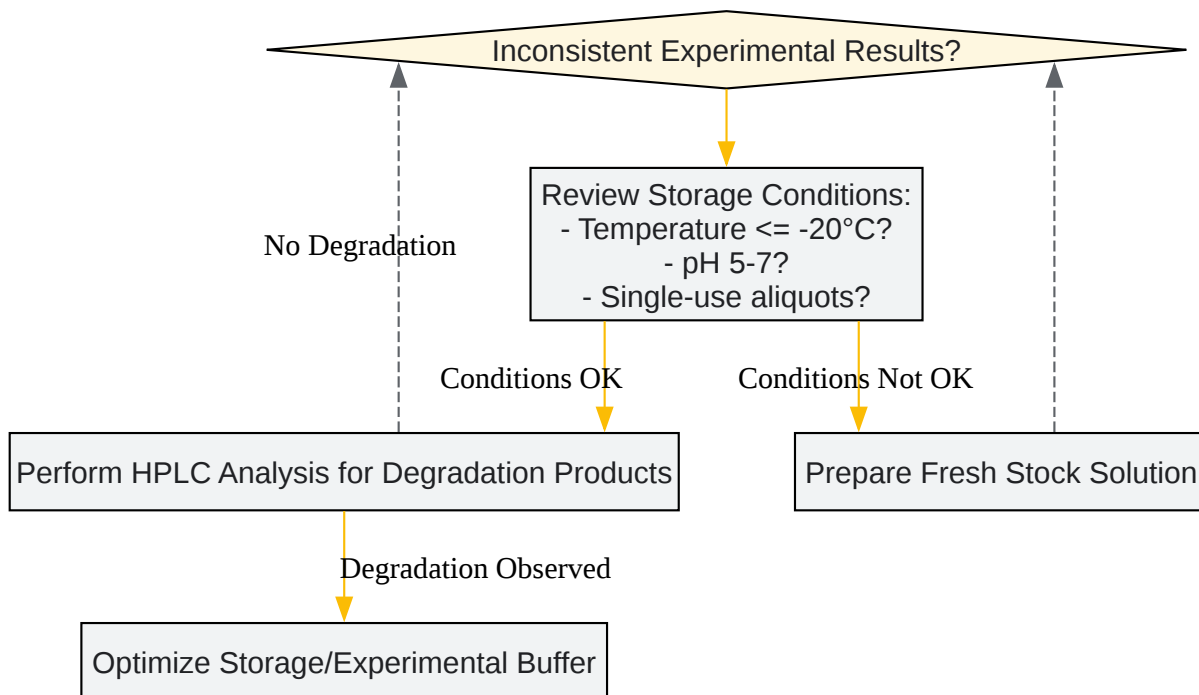 Inconsistent Experimental Results?
Review Storage Conditions:
- Temperature <= -20°C?
- pH 5-7?
- Single-use aliquots?
No Degradation
Conditions OK
Conditions Not OK
Perform HPLC Analysis for Degradation Products
Prepare Fresh Stock Solution
Degradation Observed
Optimize Storage/Experimental Buffer